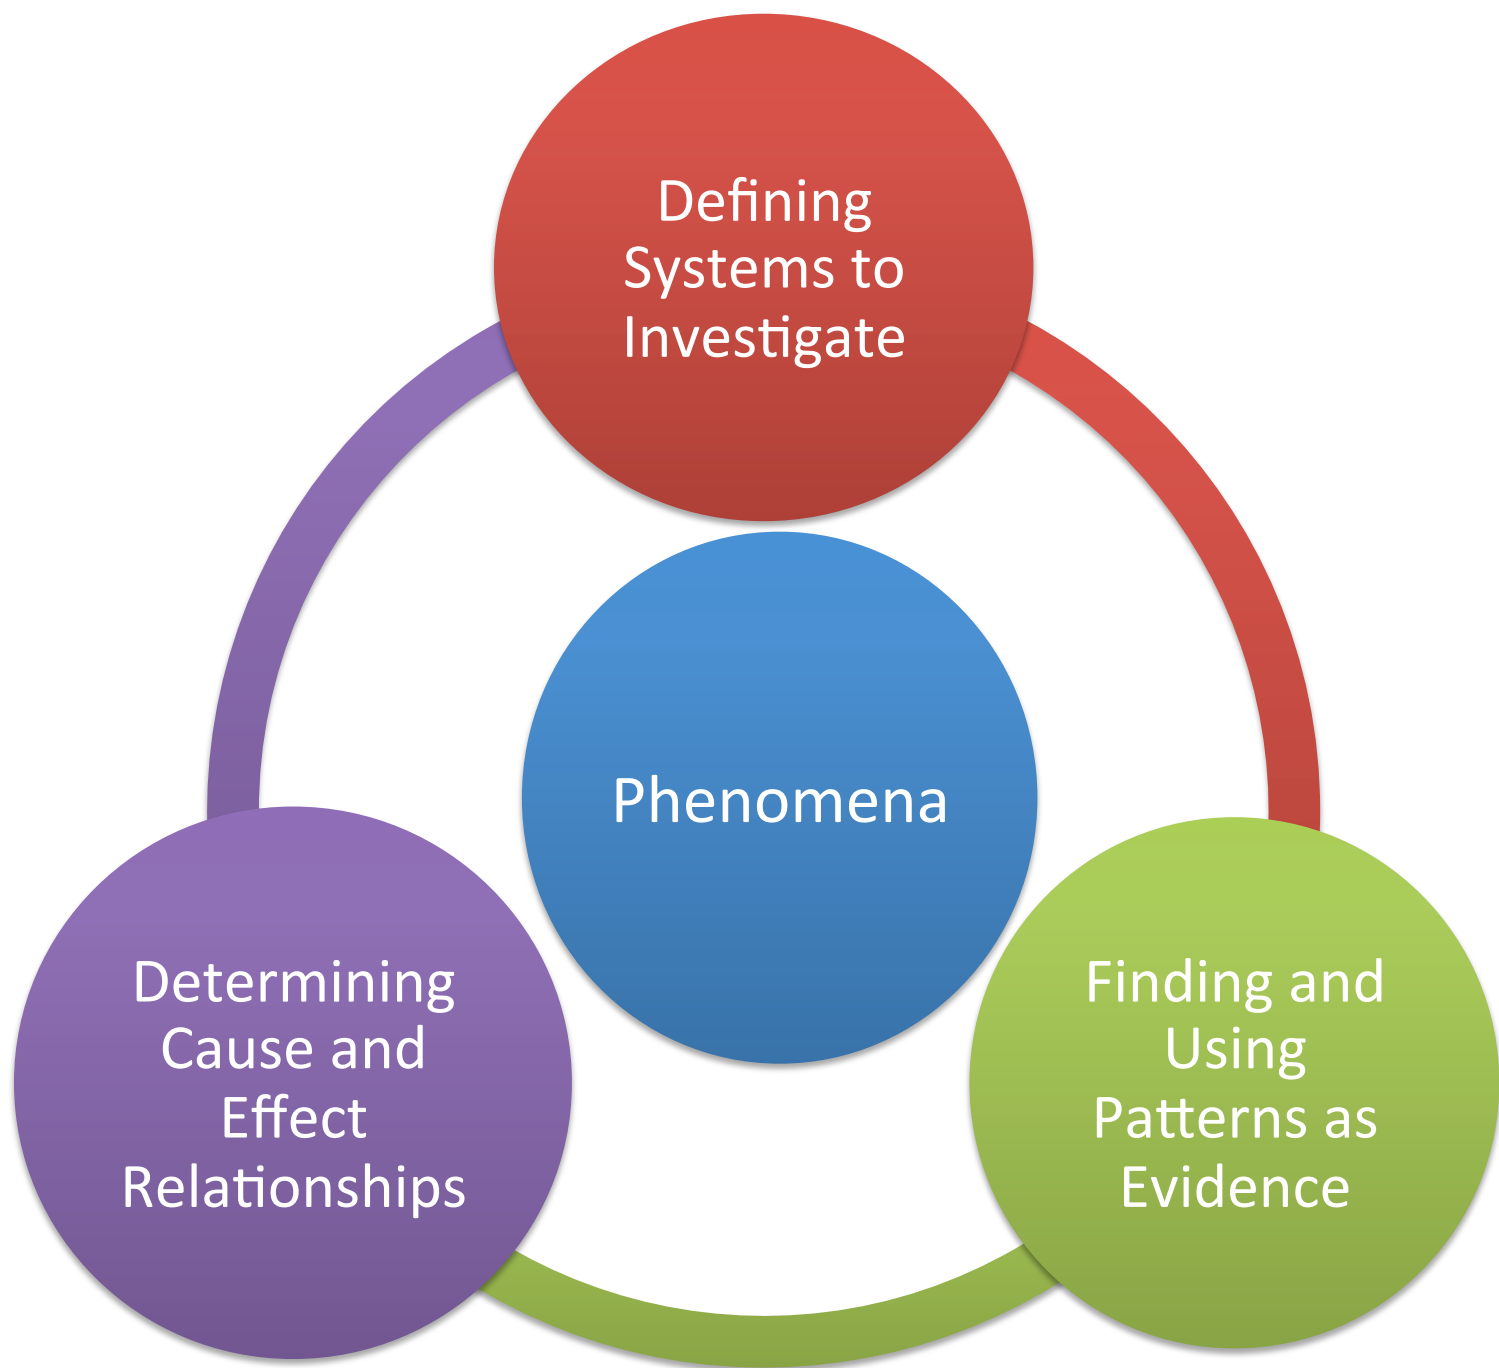 Defining
Systems to
Investigate
Phenomena
Determining
Cause and
Effect
Relationships
Finding and
Using
Patterns as
Evidence